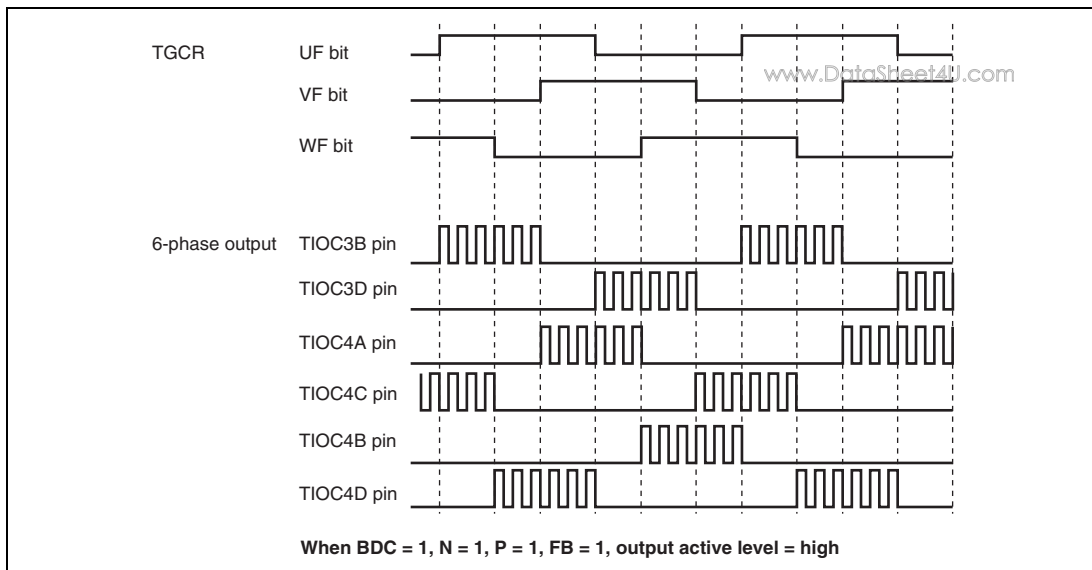 TGCR UF bit
www.DataSheet4U.com
VF bit
WF bit
6-phase output TIOC3B pin
TIOC3D pin
TIOC4A pin
TIOC4C pin
TIOC4B pin
TIOC4D pin
When BDC = 1, N = 1, P = 1, FB = 1, output active level = high